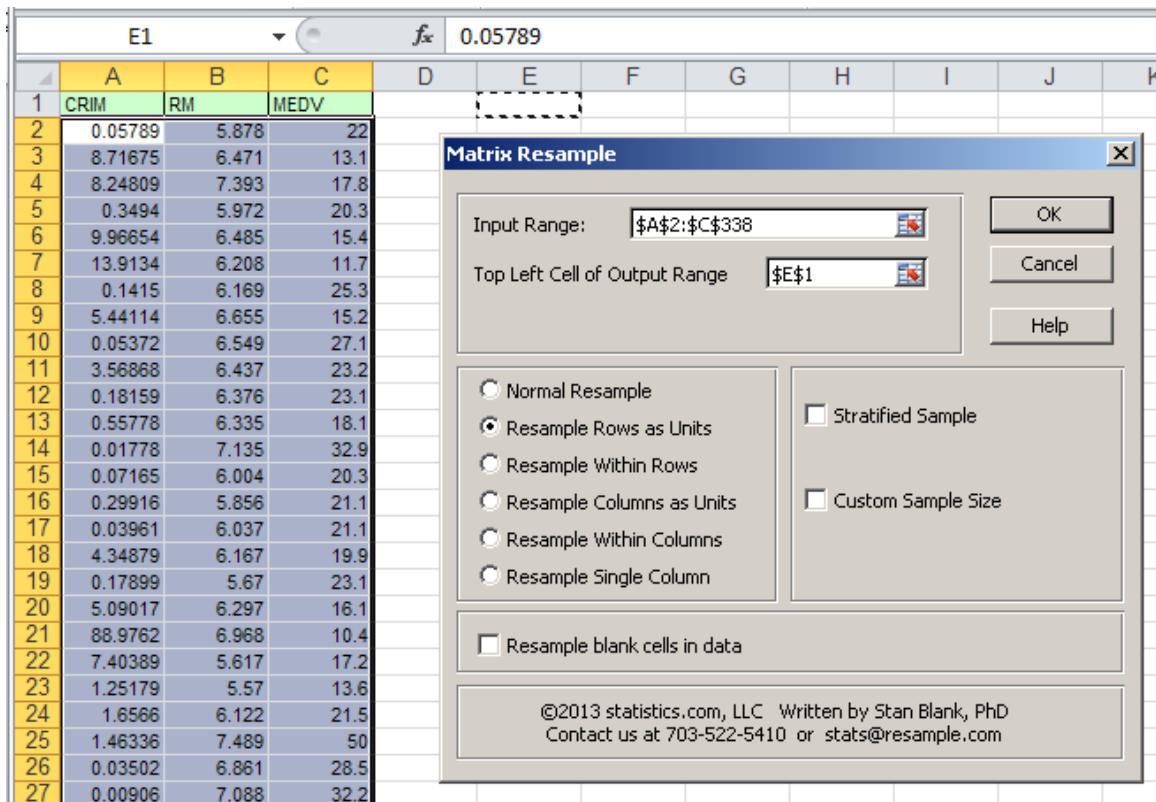 E1 fx 0.05789
A B C D E F G H I J K
1 CRIM RM MEDV
2 0.05789 5.878 22
3 8.71675 6.471 13.1
4 8.24809 7.393 17.8
5 0.3494 5.972 20.3
6 9.96654 6.485 15.4
7 13.9134 6.208 11.7
8 0.1415 6.169 25.3
9 5.44114 6.655 15.2
10 0.05372 6.549 27.1
11 3.56868 6.437 23.2
12 0.18159 6.376 23.1
13 0.55778 6.335 18.1
14 0.01778 7.135 32.9
15 0.07165 6.004 20.3
16 0.29916 5.856 21.1
17 0.03961 6.037 21.1
18 4.34879 6.167 19.9
19 0.17899 5.67 23.1
20 5.09017 6.297 16.1
21 88.9762 6.968 10.4
22 7.40389 5.617 17.2
23 1.25179 5.57 13.6
24 1.6566 6.122 21.5
25 1.46336 7.489 50
26 0.03502 6.861 28.5
27 0.00906 7.088 32.2
Matrix Resample
Input Range: $A$2:$C$338
Top Left Cell of Output Range $E$1
OK
Cancel
Help
Normal Resample
Resample Rows as Units
Resample Within Rows
Resample Columns as Units
Resample Within Columns
Resample Single Column
Stratified Sample
Custom Sample Size
Resample blank cells in data
©2013 statistics.com, LLC Written by Stan Blank, PhD
Contact us at 703-522-5410 or stats@resample.com